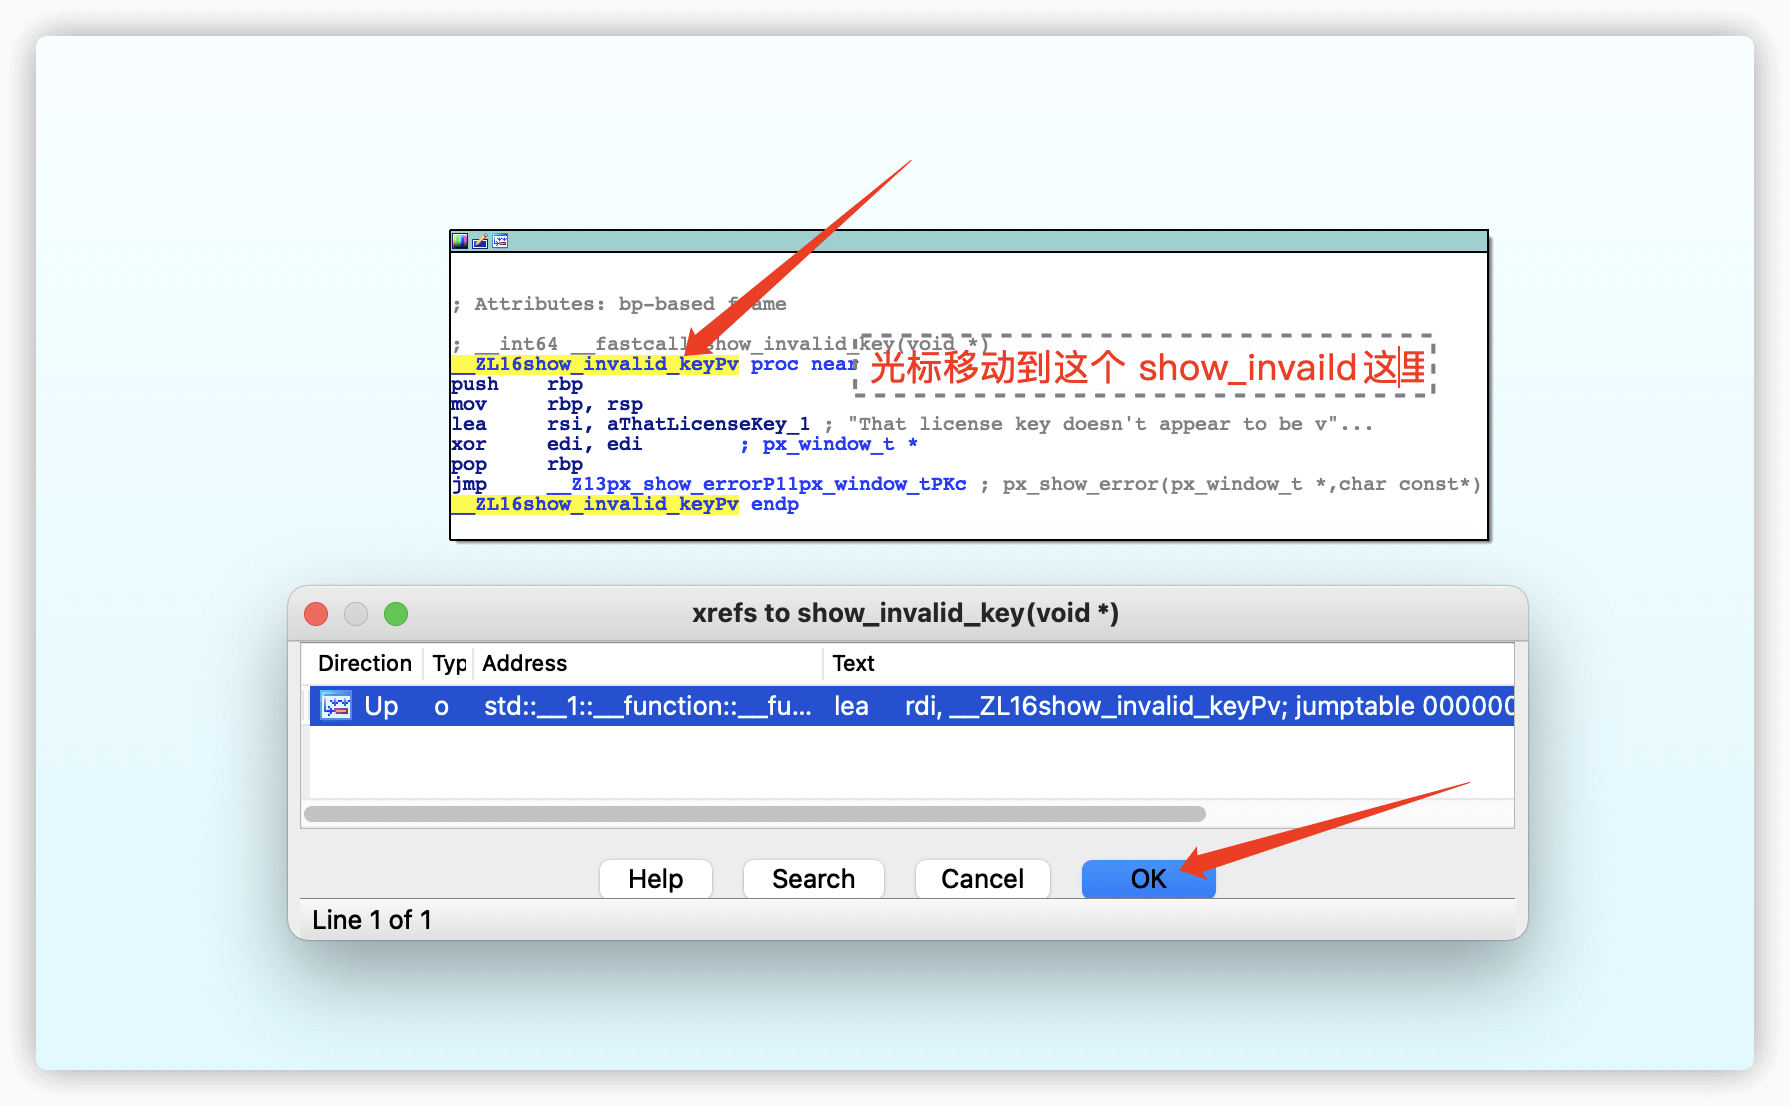 ; Attributes: bp-based frame
; __int64 __fastcall show_invalid_key(void *)
__ZL16show_invalid_keyPv proc near
光标移动到这个 show_invaild这里
push rbp
mov rbp, rsp
lea rsi, aThatLicenseKey_1 ; "That license key doesn't appear to be v"...
xor edi, edi ; px_window_t *
pop rbp
jmp __Z13px_show_errorP11px_window_tPKc ; px_show_error(px_window_t *,char const*)
__ZL16show_invalid_keyPv endp
xrefs to show_invalid_key(void *)
Direction Typ Address Text
Up o std::__1::__function::__fu... lea rdi, __ZL16show_invalid_keyPv; jumptable 000000
Help Search Cancel OK
Line 1 of 1